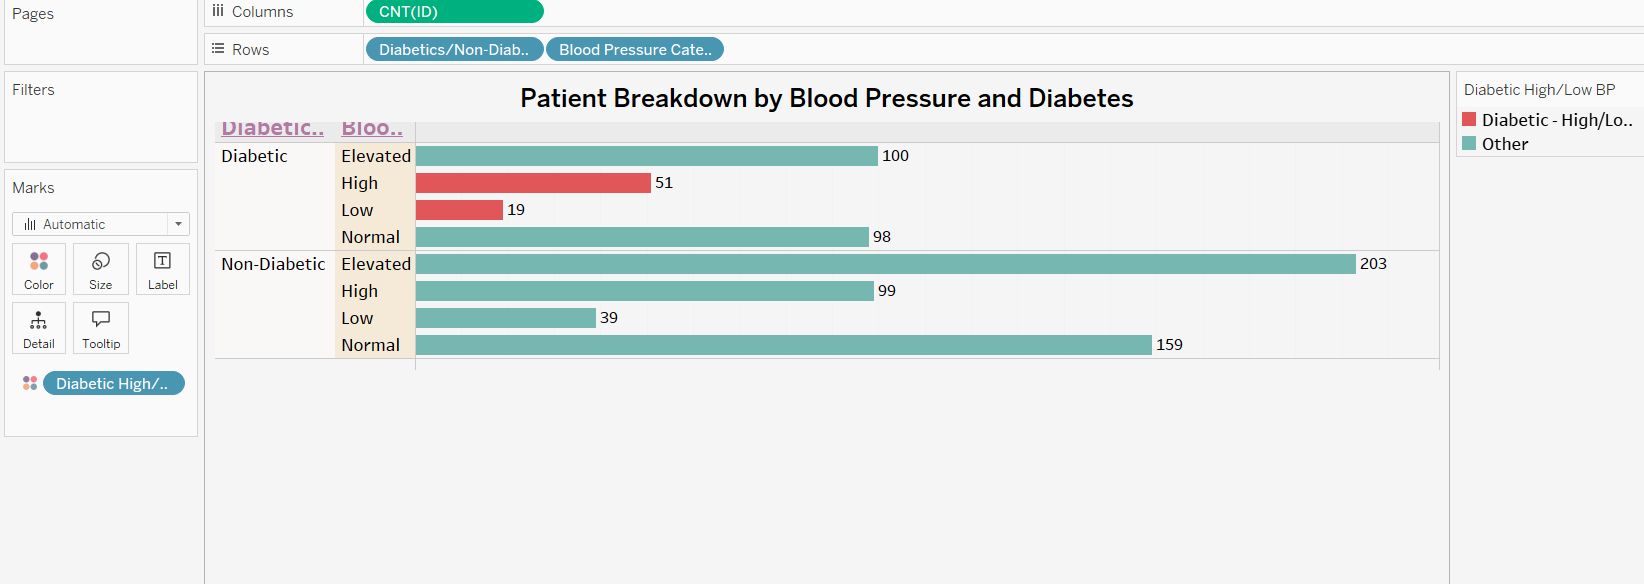 Pages
Columns
CNT(ID)
Rows
Diabetics/Non-Diab..
Blood Pressure Cate..
Filters
Marks
Automatic
Color
Size
Label
Detail
Tooltip
Diabetic High/..
Patient Breakdown by Blood Pressure and Diabetes
Diabetic.. Bloo..
Diabetic Elevated 100
High 51
Low 19
Normal 98
Non-Diabetic Elevated 203
High 99
Low 39
Normal 159
Diabetic High/Low BP
Diabetic - High/Lo..
Other